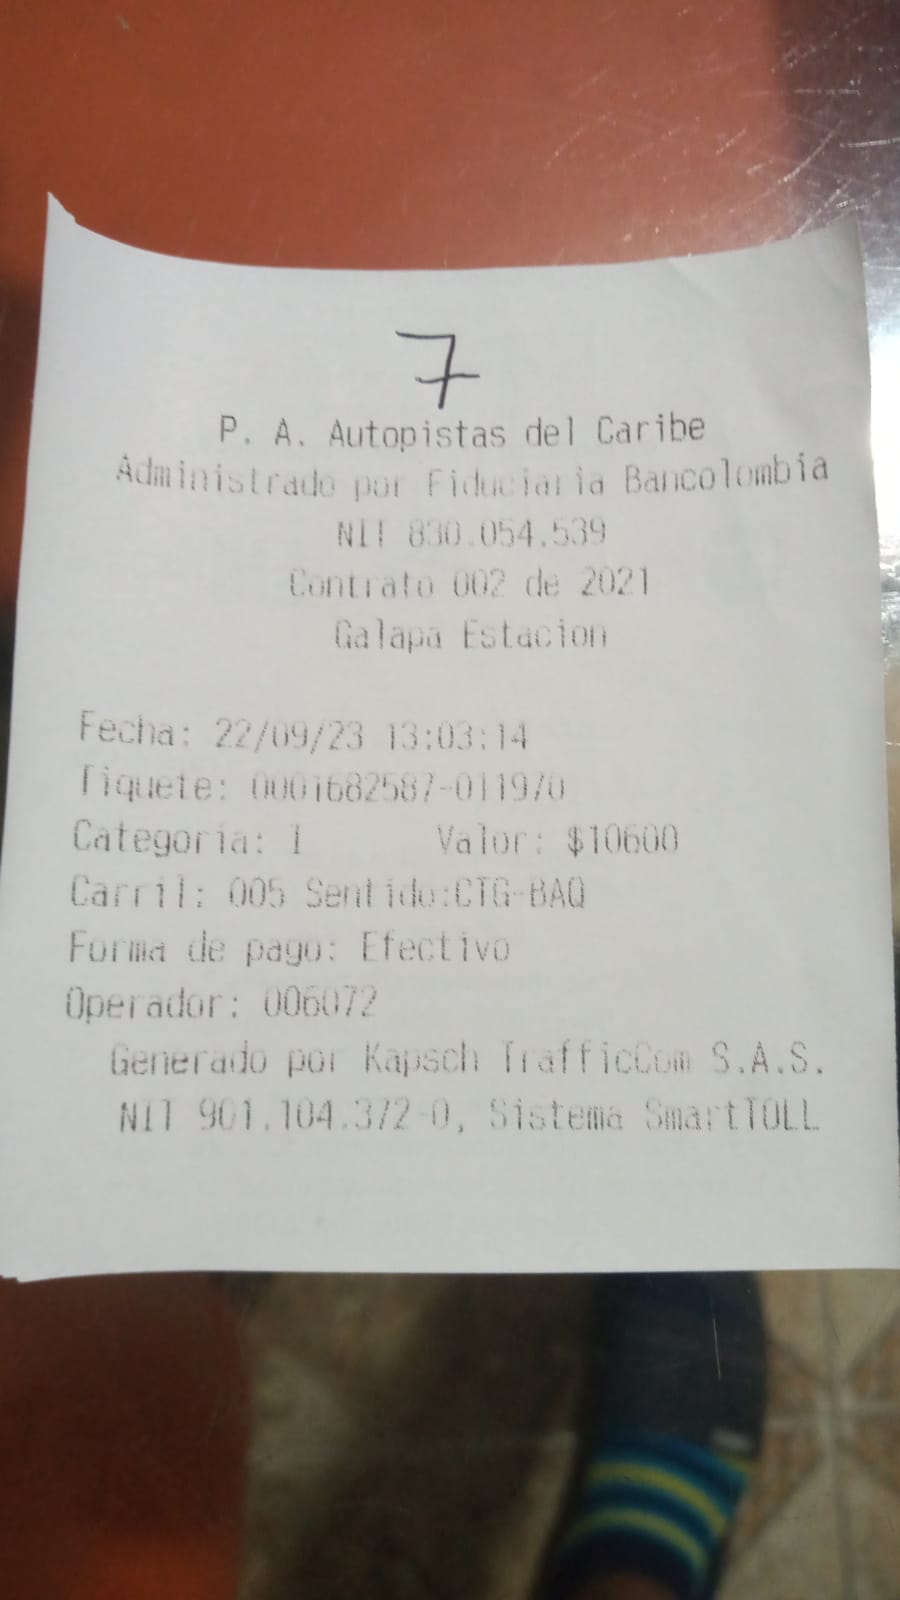 7
P. A. Autopistas del Caribe
Administrado por Fiduciaria Bancolombia
NIT 830.054.539
Contrato 002 de 2021
Galapa Estacion
Fecha: 22/09/23 13:03:14
Tiquete: 0001682587-011970
Categoria: I Valor: $10600
Carril: 005 Sentido:CTG-BAQ
Forma de pago: Efectivo
Operador: 006072
Generado por Kapsch TrafficCom S.A.S.
NIT 901.104.372-0, Sistema SmartTOLL